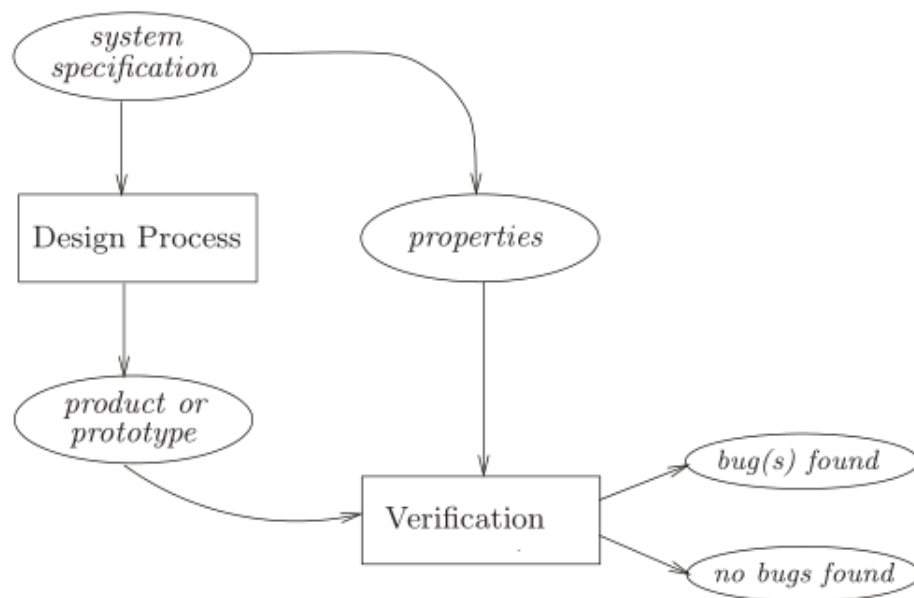 system
specification
Design Process
properties
product or
prototype
bug(s) found
Verification
no bugs found